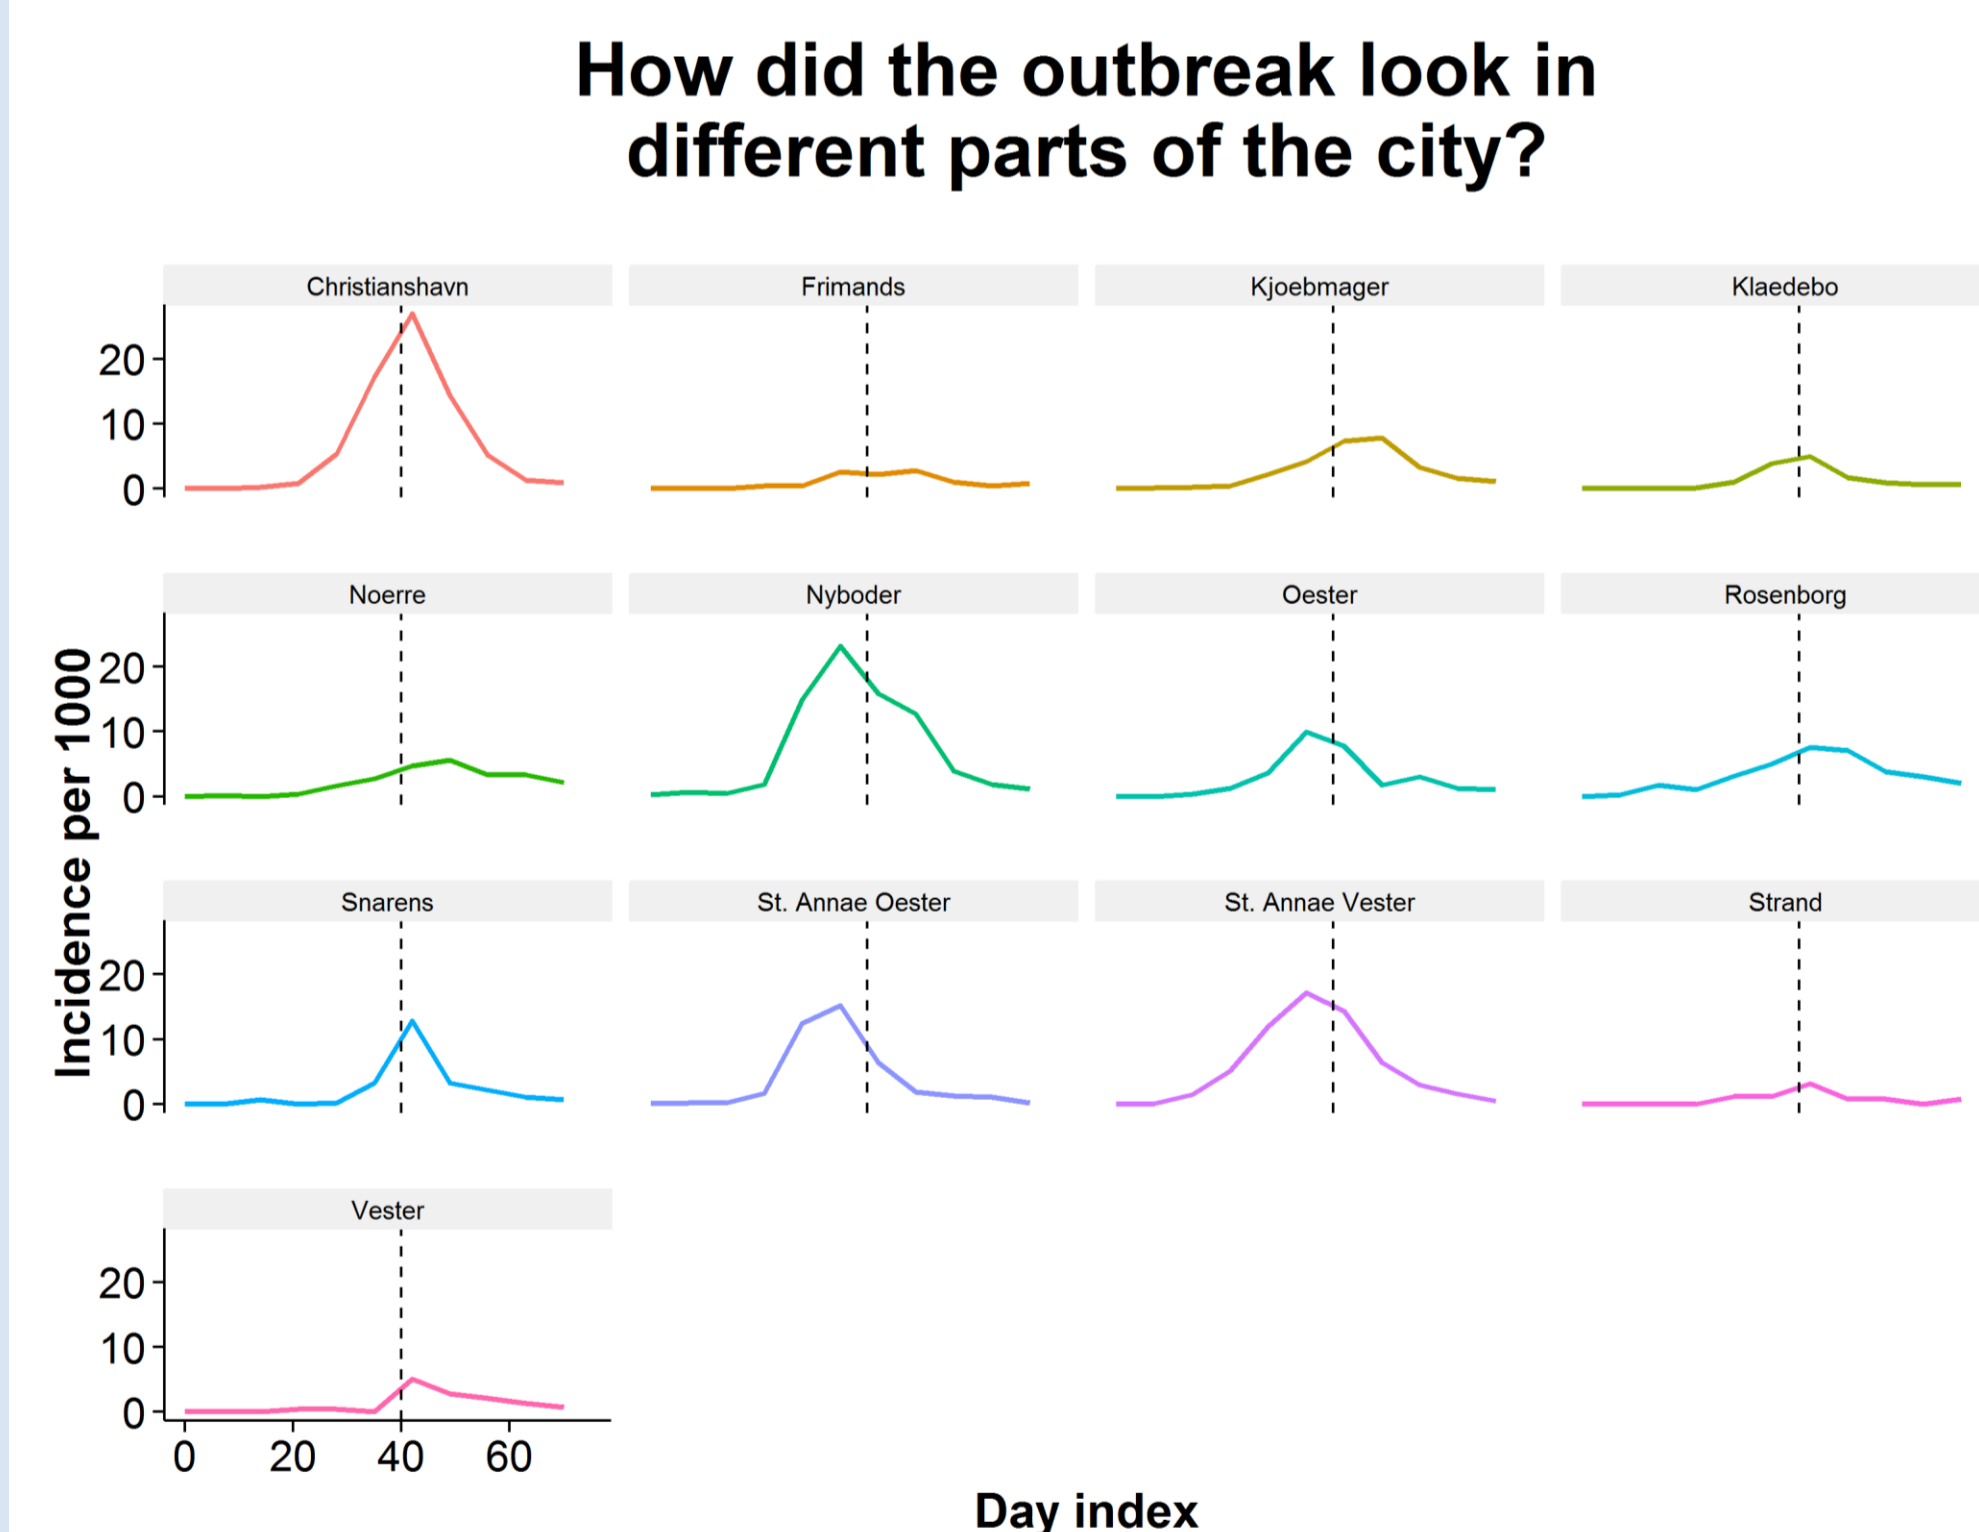 How did the outbreak look in
different parts of the city?
Christianshavn
Frimands
Kjoebmager
Klaedebo
20
10
0
Noerre
Nyboder
Oester
Rosenborg
20
10
0
Incidence per 1000
Snarens
St. Annae Oester
St. Annae Vester
Strand
20
10
0
Vester
20
10
0
0 20 40 60
Day index